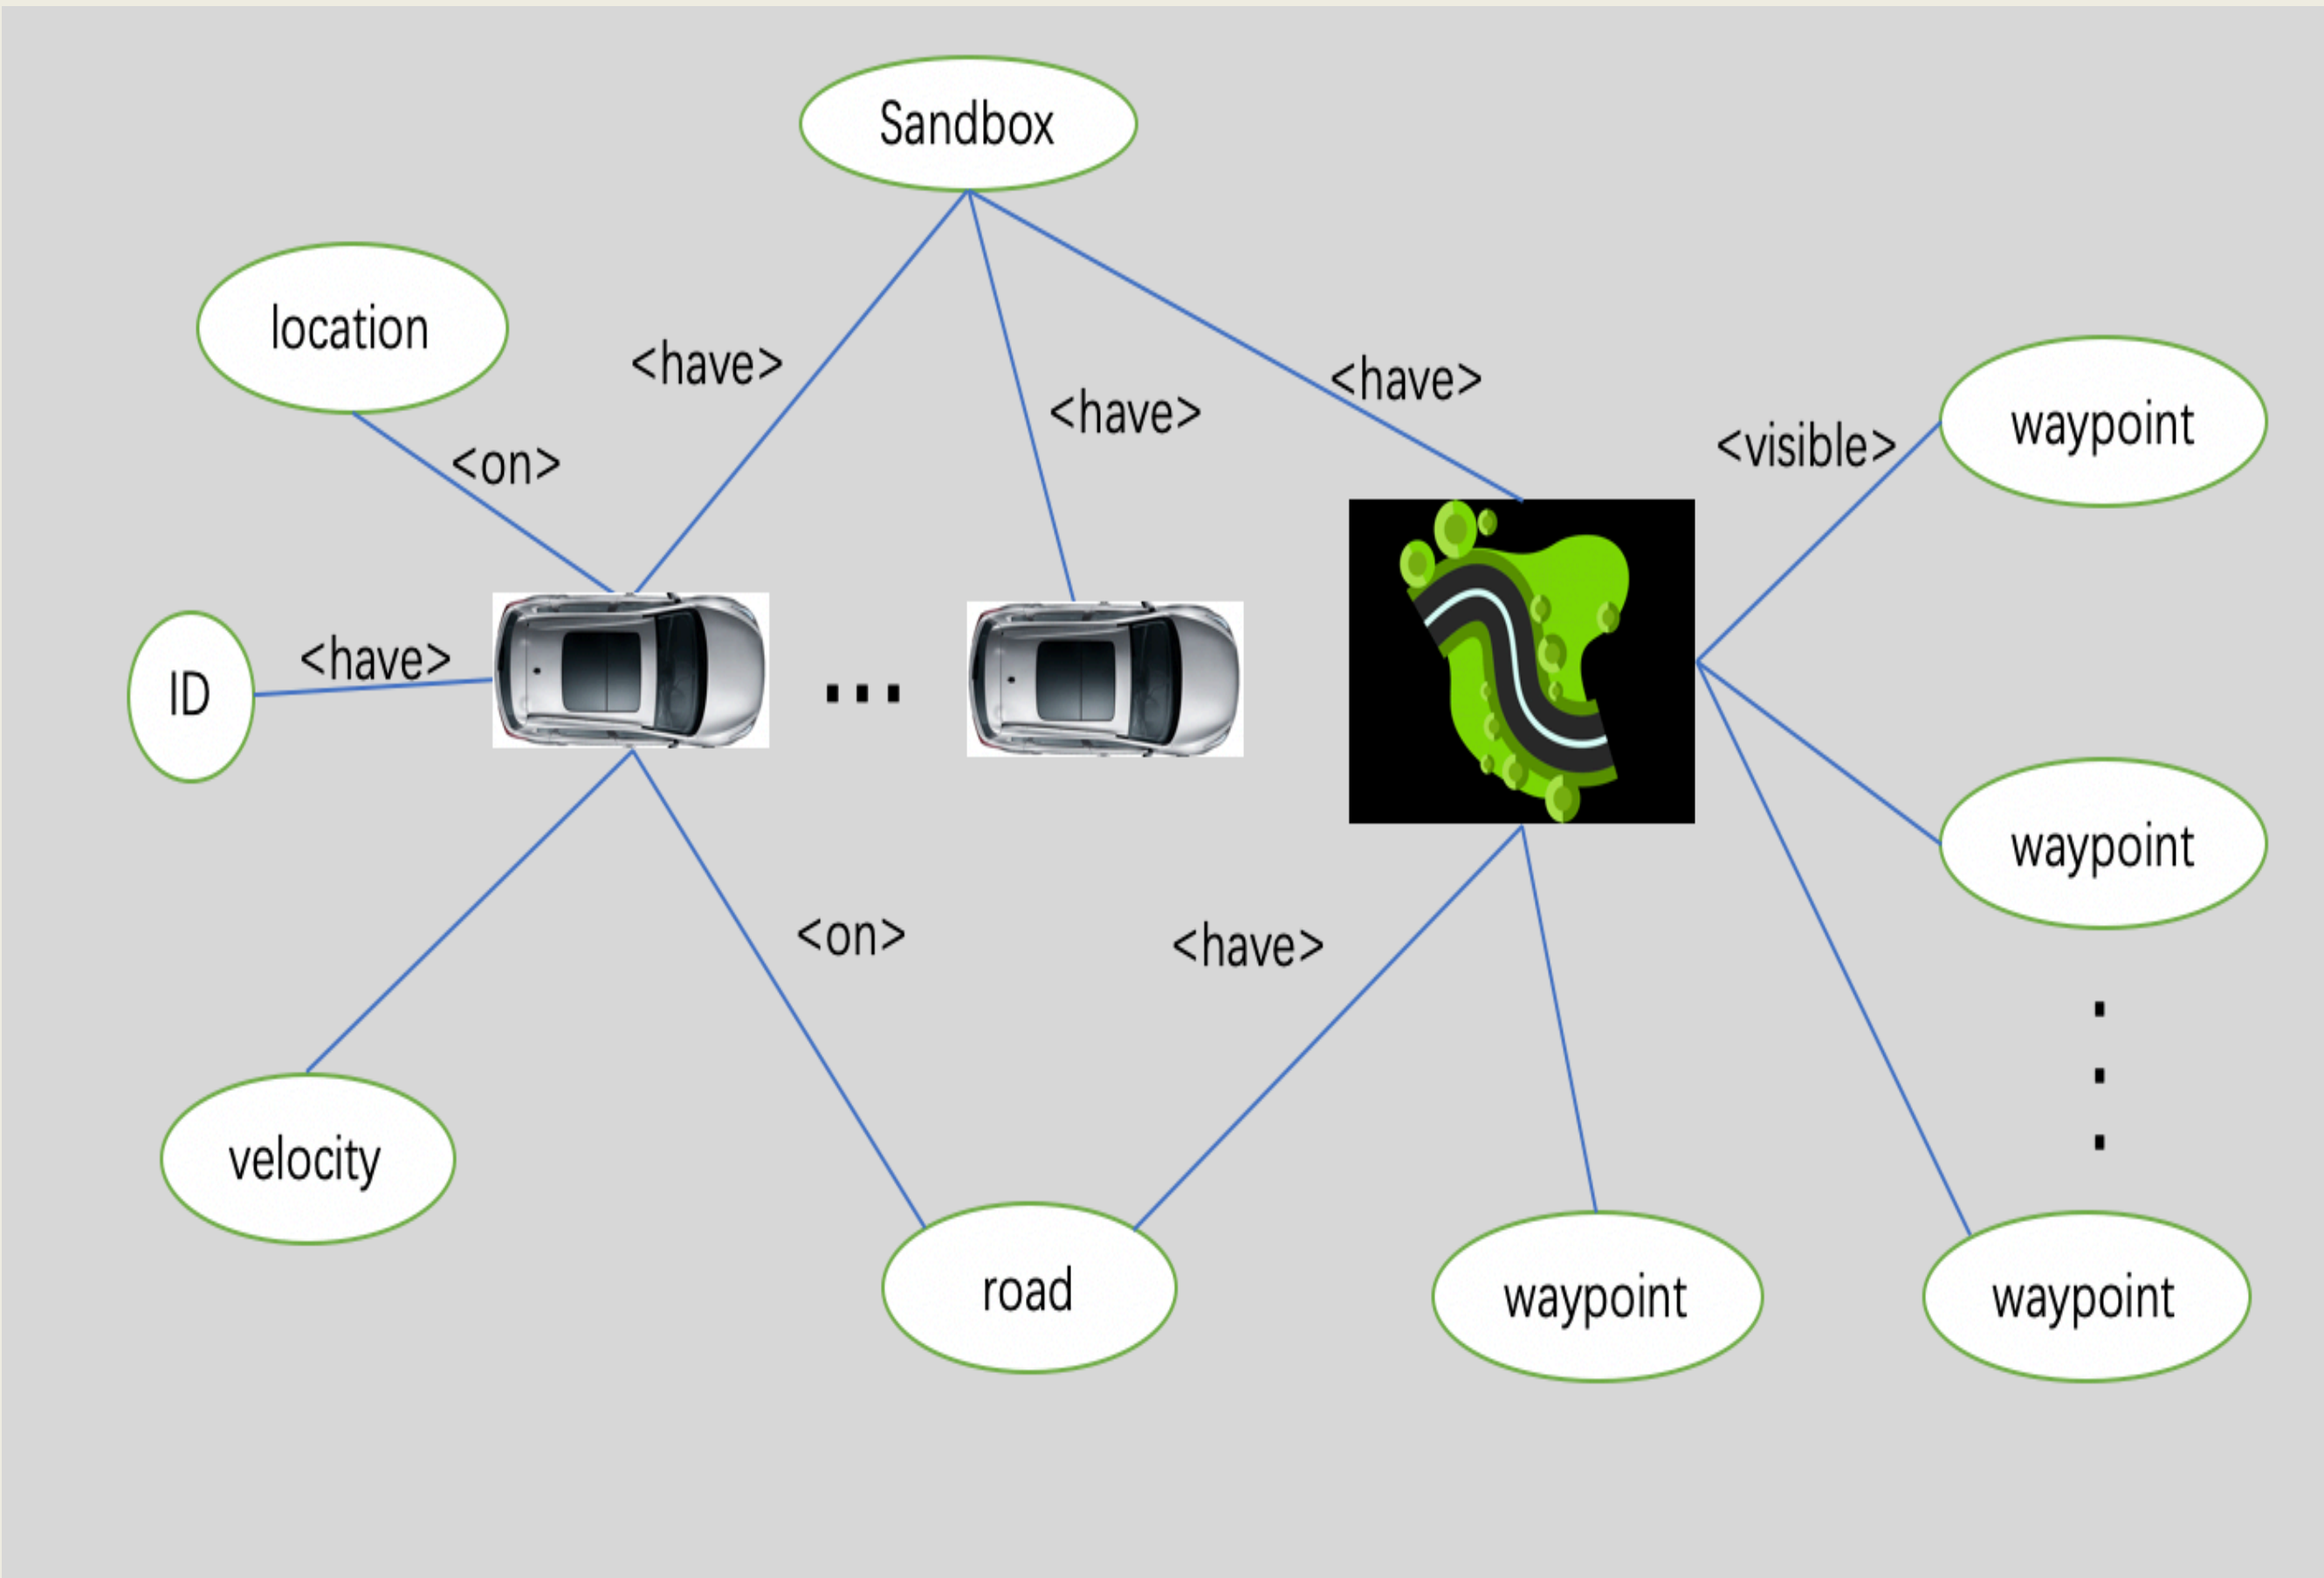 Sandbox
location
<have>
<have>
<have>
<on>
<visible>
waypoint
ID
<have>
...
waypoint
<on>
<have>
velocity
road
waypoint
waypoint